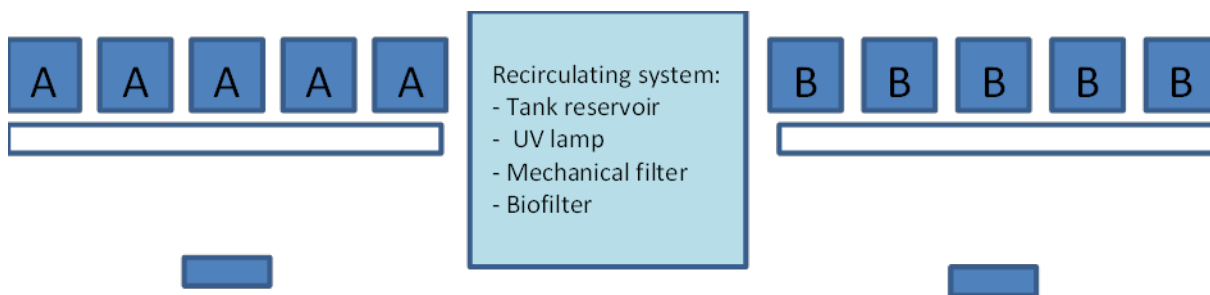 A A A A A
Recirculating system:
- Tank reservoir
- UV lamp
- Mechanical filter
- Biofilter
B B B B B